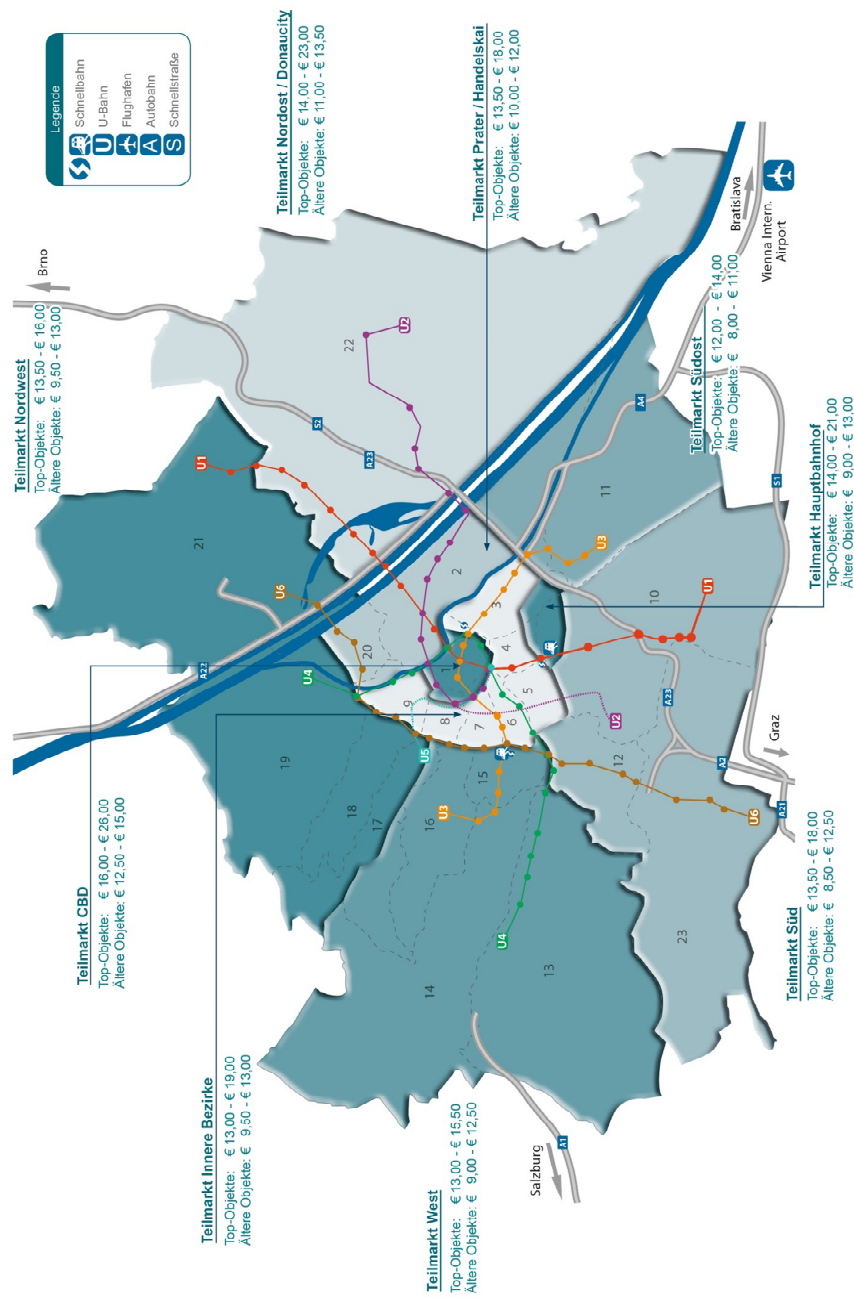 Legende
Schnellbahn
U U-Bahn
Flughafen
A Autobahn
S Schnellstraße
Teilmarkt CBD
Top-Objekte: € 16,00 - € 26,00
Ältere Objekte: € 12,50 - € 15,00
Teilmarkt Nordwest
Top-Objekte: € 13,50 - € 16,00
Ältere Objekte: € 9,50 - € 13,00
Brno
Teilmarkt Nordost / Donaucity
Top-Objekte: € 14,00 - € 23,00
Ältere Objekte: € 11,00 - € 13,50
Teilmarkt Innere Bezirke
Top-Objekte: € 13,00 - € 19,00
Ältere Objekte: € 9,50 - € 13,00
Teilmarkt Prater / Handelskai
Top-Objekte: € 13,50 - € 18,00
Ältere Objekte: € 10,00 - € 12,00
Teilmarkt West
Top-Objekte: € 13,00 - € 15,50
Ältere Objekte: € 9,00 - € 12,50
Salzburg
A1
Teilmarkt Süd
Top-Objekte: € 13,50 - € 18,00
Ältere Objekte: € 8,50 - € 12,50
Graz
Teilmarkt Hauptbahnhof
Top-Objekte: € 14,00 - € 21,00
Ältere Objekte: € 9,00 - € 13,00
Teilmarkt Südost
Top-Objekte: € 12,00 - € 14,00
Ältere Objekte: € 8,00 - € 11,00
Bratislava
Vienna Intern.
Airport
A22
S2
A23
A4
S1
A23
A2
A21
U1
U2
U6
U4
U5
U3
U4
U3
U2
U6
U1
1
2
3
4
5
6
7
8
9
10
11
12
13
14
15
16
17
18
19
20
21
22
23